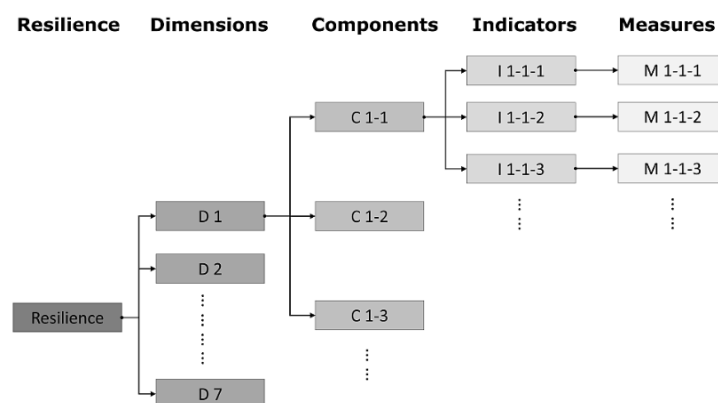 Resilience Dimensions Components Indicators Measures
I 1-1-1 M 1-1-1
C 1-1 I 1-1-2 M 1-1-2
I 1-1-3 M 1-1-3
D 1 C 1-2
D 2
Resilience C 1-3
D 7